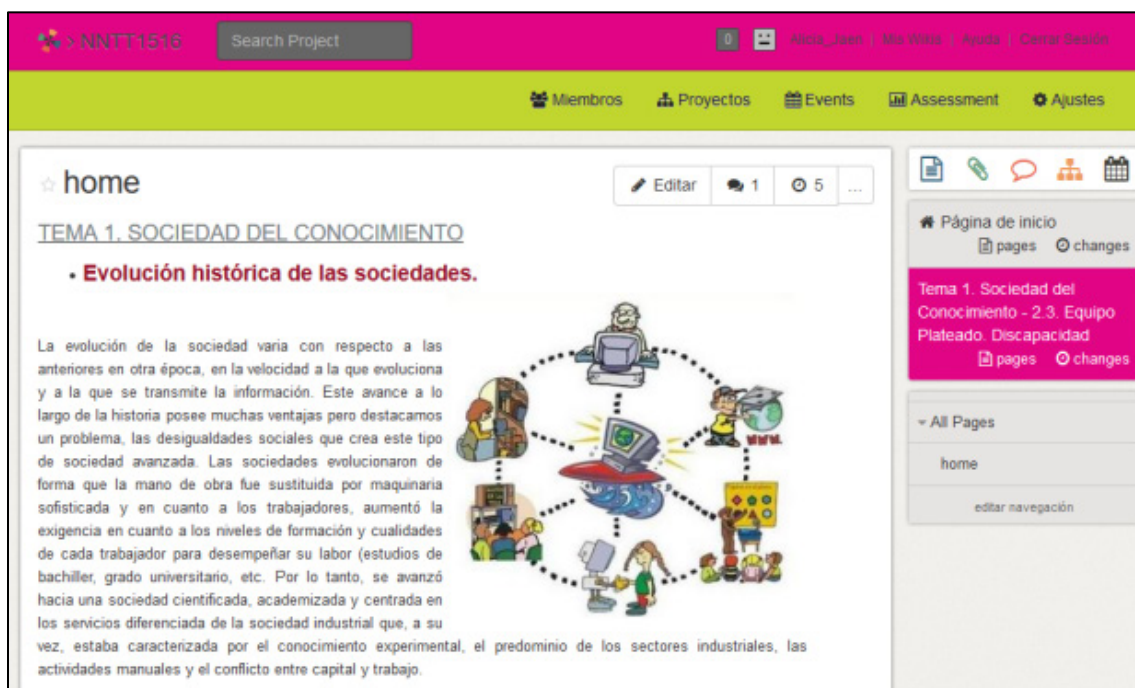 > NNTT1516
Search Project
0
Alicia_Jaen | Mis Wikis | Ayuda | Cerrar Sesión
Miembros Proyectos Events Assessment Ajustes
home
Editar 1 5 ...
TEMA 1. SOCIEDAD DEL CONOCIMIENTO
• Evolución histórica de las sociedades.
La evolución de la sociedad varia con respecto a las
anteriores en otra época, en la velocidad a la que evoluciona
y a la que se transmite la información. Este avance a lo
largo de la historia posee muchas ventajas pero destacamos
un problema, las desigualdades sociales que crea este tipo
de sociedad avanzada. Las sociedades evolucionaron de
forma que la mano de obra fue sustituida por maquinaria
sofisticada y en cuanto a los trabajadores, aumentó la
exigencia en cuanto a los niveles de formación y cualidades
de cada trabajador para desempeñar su labor (estudios de
bachiller, grado universitario, etc. Por lo tanto, se avanzó
hacia una sociedad cientificada, academizada y centrada en
los servicios diferenciada de la sociedad industrial que, a su
vez, estaba caracterizada por el conocimiento experimental, el predominio de los sectores industriales, las
actividades manuales y el conflicto entre capital y trabajo.
WWW.
Página de inicio
pages changes
Tema 1. Sociedad del
Conocimiento - 2.3. Equipo
Plateado. Discapacidad
pages changes
All Pages
home
editar navegación